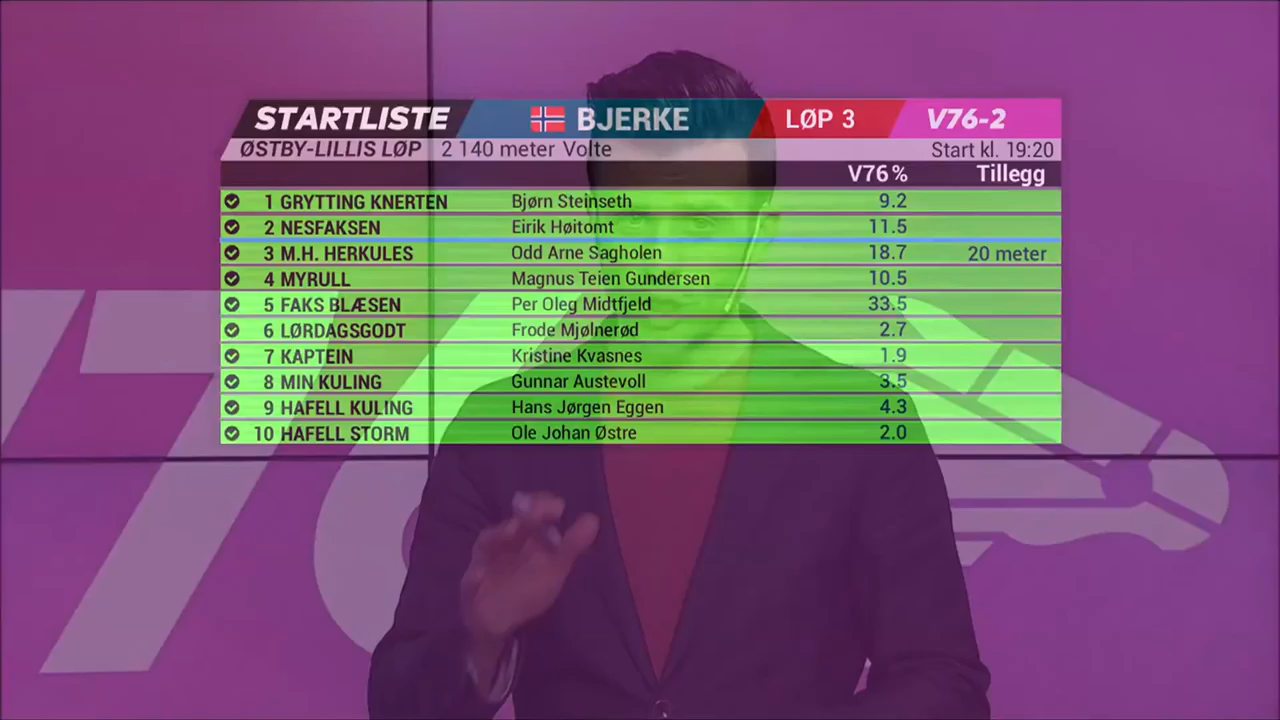 STARTLISTE BJERKE LØP 3 V76-2
ØSTBY-LILLIS LØP 2 140 meter Volte Start kl. 19:20
V76% Tillegg
1 GRYTTING KNERTEN Bjørn Steinseth 9.2
2 NESFAKSEN Eirik Høitomt 11.5
3 M.H. HERKULES Odd Arne Sagholen 18.7 20 meter
4 MYRULL Magnus Teien Gundersen 10.5
5 FAKS BLÆSEN Per Oleg Midtfjeld 33.5
6 LØRDAGSGODT Frode Mjølnerød 2.7
7 KAPTEIN Kristine Kvasnes 1.9
8 MIN KULING Gunnar Austevoll 3.5
9 HAFELL KULING Hans Jørgen Eggen 4.3
10 HAFELL STORM Ole Johan Østre 2.0